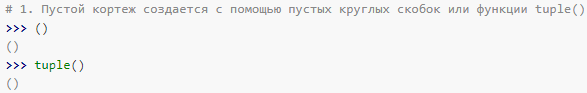 # 1. Пустой кортеж создается с помощью пустых круглых скобок или функции tuple()
>>> ()
()
>>> tuple()
()